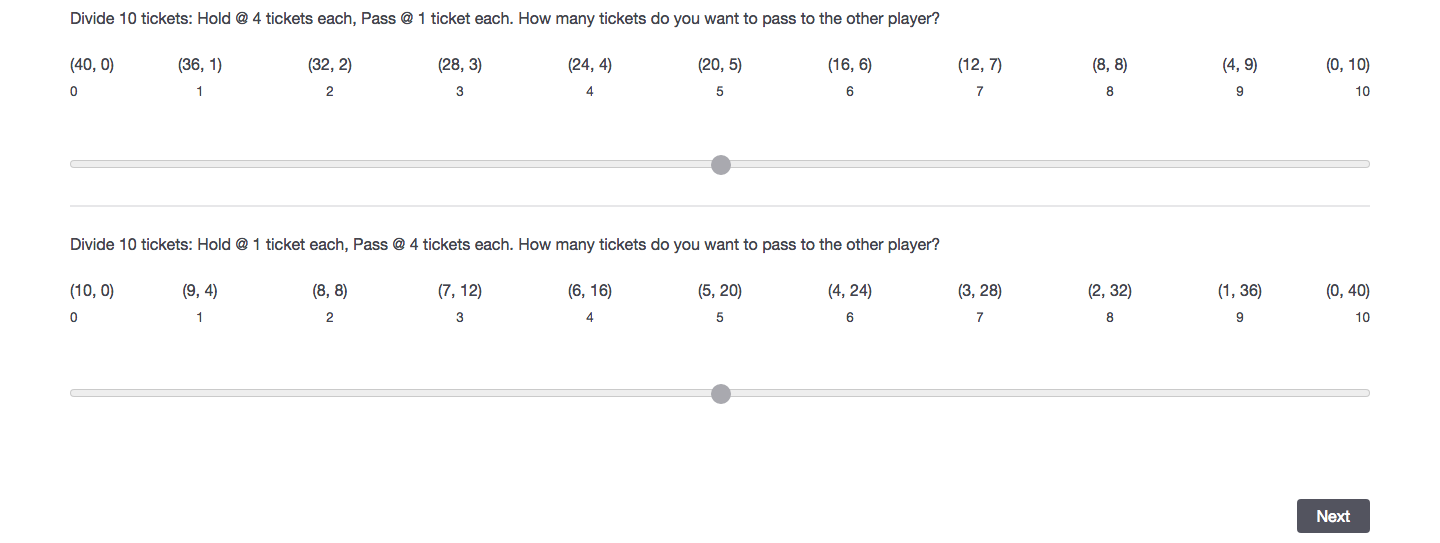 Divide 10 tickets: Hold @ 4 tickets each, Pass @ 1 ticket each. How many tickets do you want to pass to the other player?
(40, 0) (36, 1) (32, 2) (28, 3) (24, 4) (20, 5) (16, 6) (12, 7) (8, 8) (4, 9) (0, 10)
0 1 2 3 4 5 6 7 8 9 10
Divide 10 tickets: Hold @ 1 ticket each, Pass @ 4 tickets each. How many tickets do you want to pass to the other player?
(10, 0) (9, 4) (8, 8) (7, 12) (6, 16) (5, 20) (4, 24) (3, 28) (2, 32) (1, 36) (0, 40)
0 1 2 3 4 5 6 7 8 9 10
Next